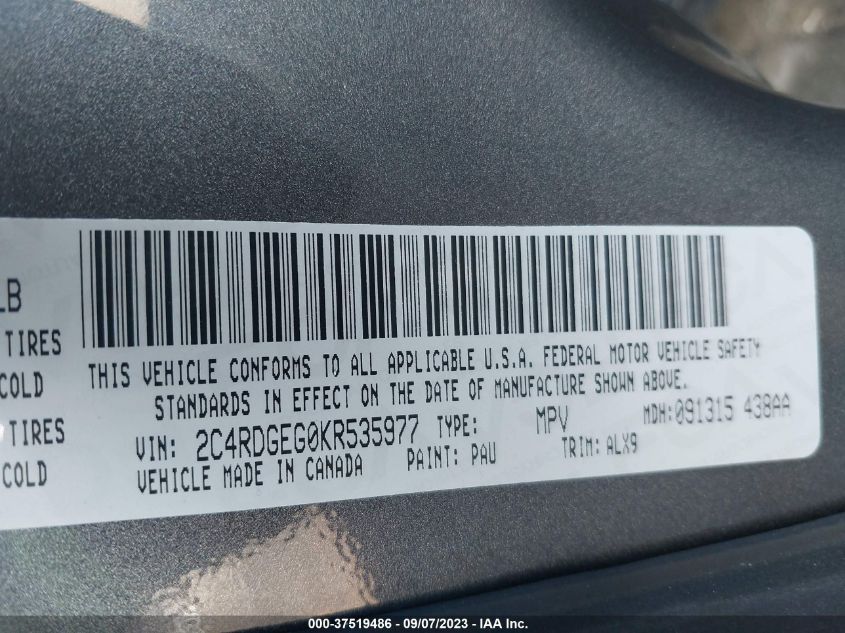 LB
TIRES
COLD
TIRES
COLD
THIS VEHICLE CONFORMS TO ALL APPLICABLE U.S.A. FEDERAL MOTOR VEHICLE SAFETY
STANDARDS IN EFFECT ON THE DATE OF MANUFACTURE SHOWN ABOVE.
VIN: 2C4RDGEG0KR535977 TYPE: MPV MDH:091315 438AA
VEHICLE MADE IN CANADA PAINT: PAU TRIM: ALX9
000-37519486 - 09/07/2023 - IAA Inc.